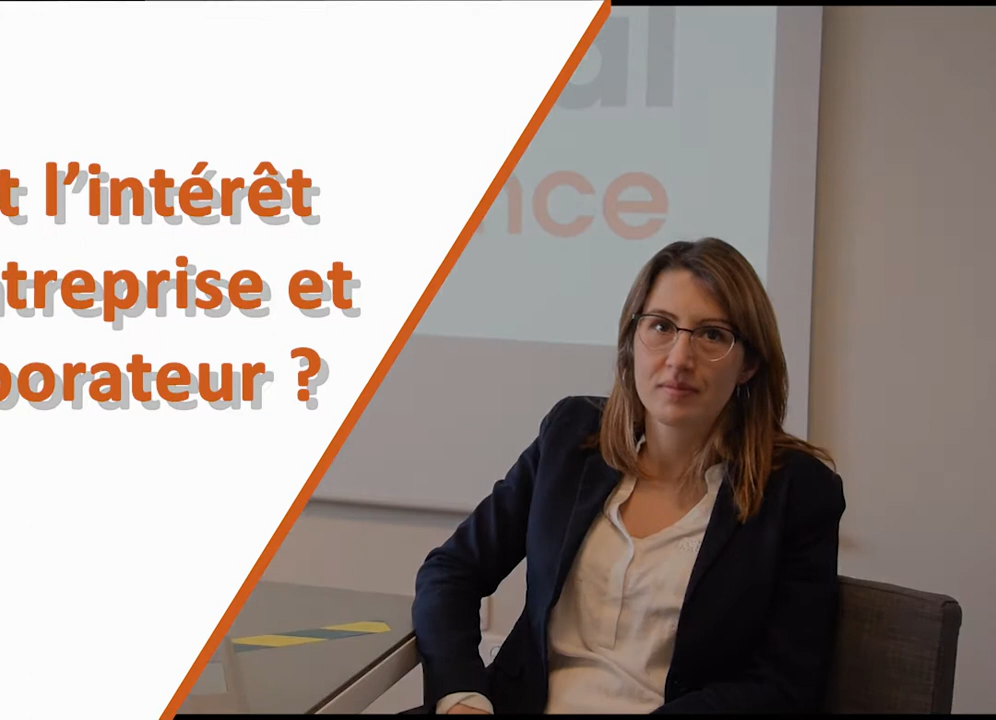 t l’intérêt
ntreprise et
borateur ?
al
nce